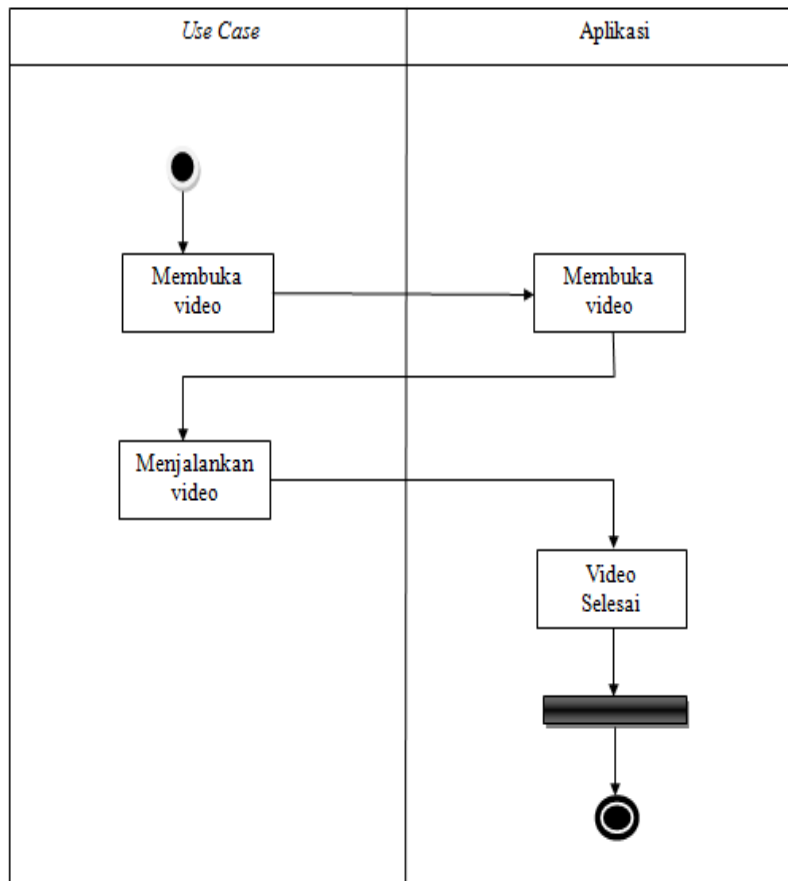 Use Case
Aplikasi
Membuka
video
Membuka
video
Menjalankan
video
Video
Selesai